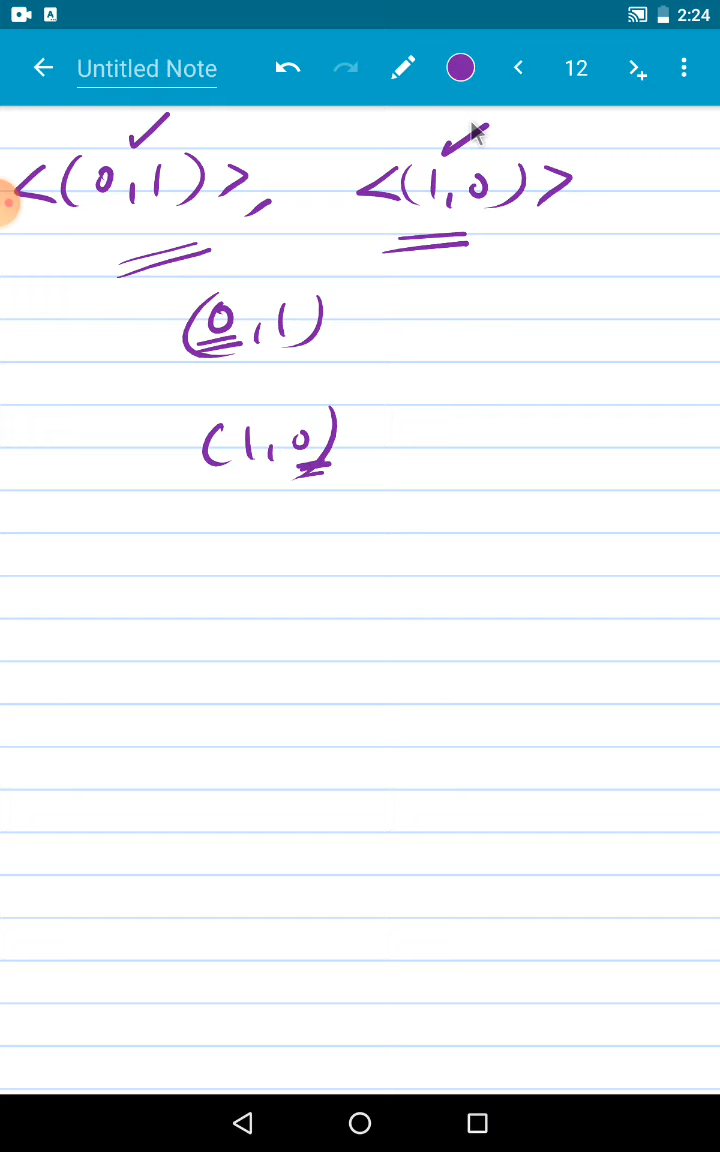 A 2:24
Untitled Note 12
<(0,1)>, <(1,0)>
(0,1)
(1,0)